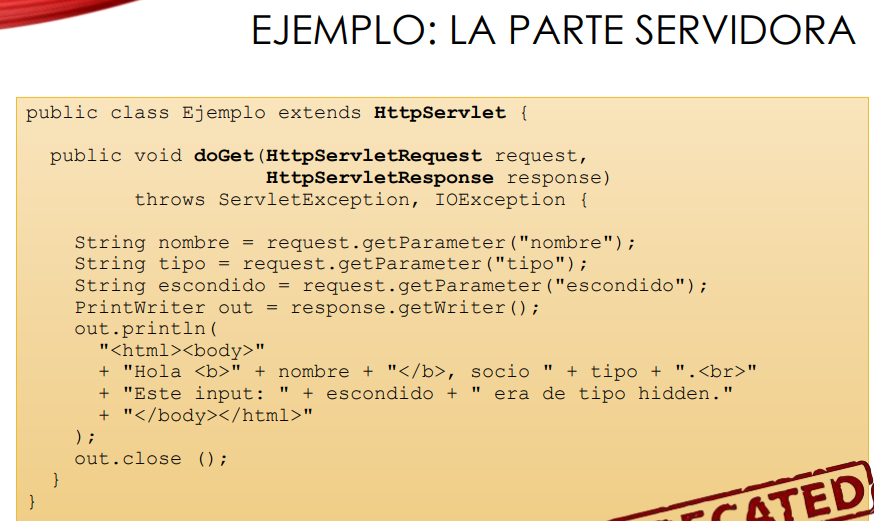 EJEMPLO: LA PARTE SERVIDORA
public class Ejemplo extends HttpServlet {
public void doGet(HttpServletRequest request,
HttpServletResponse response)
throws ServletException, IOException {
String nombre = request.getParameter("nombre");
String tipo = request.getParameter("tipo");
String escondido = request.getParameter("escondido");
PrintWriter out = response.getWriter();
out.println(
"<html><body>"
+ "Hola <b>" + nombre + "</b>, socio " + tipo + ".<br>"
+ "Este input: " + escondido + " era de tipo hidden."
+ "</body></html>"
);
out.close ();
}
}